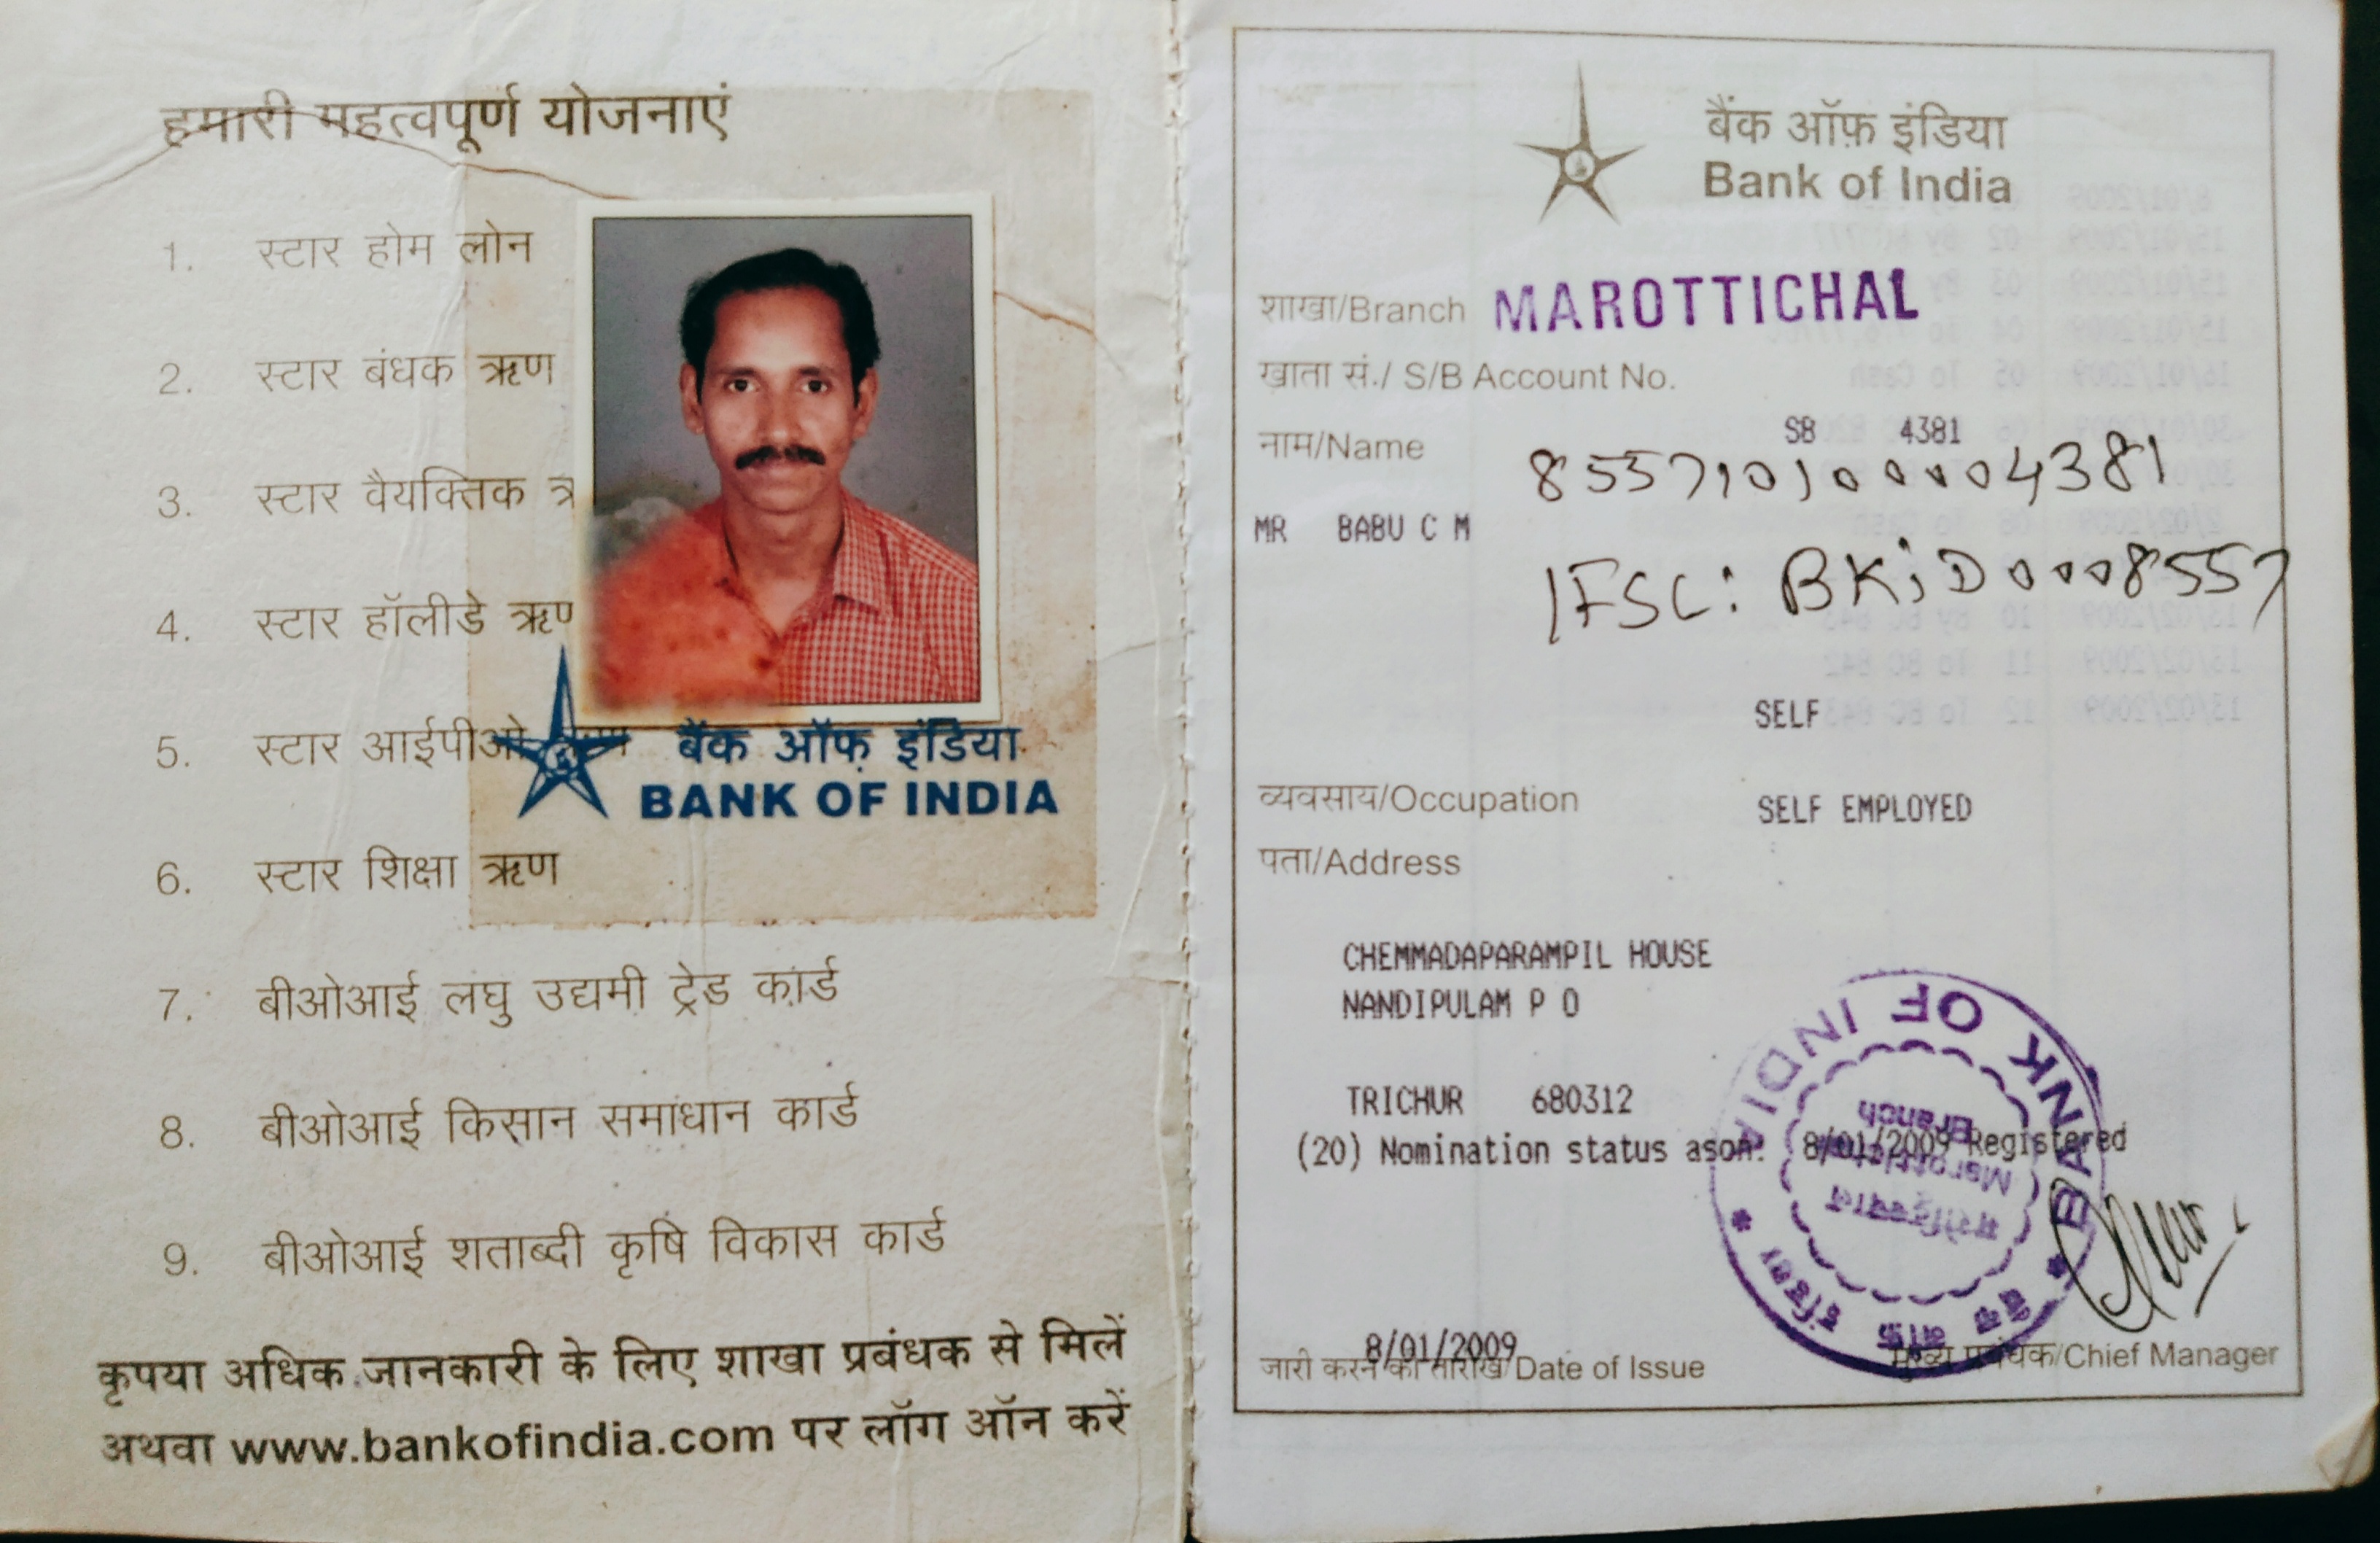 हमारी महत्वपूर्ण योजनाएं
1. स्टार होम लोन
2. स्टार बंधक ऋण
3. स्टार वैयक्तिक
4. स्टार हॉलीडे ऋण
5. स्टार आईपीओ
बैंक ऑफ़ इंडिया
BANK OF INDIA
6. स्टार शिक्षा ऋण
7. बीओआई लघु उद्यमी ट्रेड कार्ड
8. बीओआई किसान समाधान कार्ड
9. बीओआई शताब्दी कृषि विकास कार्ड
कृपया अधिक जानकारी के लिए शाखा प्रबंधक से मिलें
अथवा www.bankofindia.com पर लॉग ऑन करें
बैंक ऑफ़ इंडिया
Bank of India
शाखा/Branch MAROTTICHAL
खाता सं./ S/B Account No.
SB 4381
नाम/Name
855710100004381
MR BABU C M
IFSC: BKID0008557
SELF
व्यवसाय/Occupation SELF EMPLOYED
पता/Address
CHEMMADAPARAMPIL HOUSE
NANDIPULAM P O
TRICHUR 680312
(20) Nomination status ason: 8/01/2009 Registered
BANK OF INDIA
Marottichal
Branch
8/01/2009
जारी करने की तारीख/Date of Issue
मुख्य प्रबंधक/Chief Manager